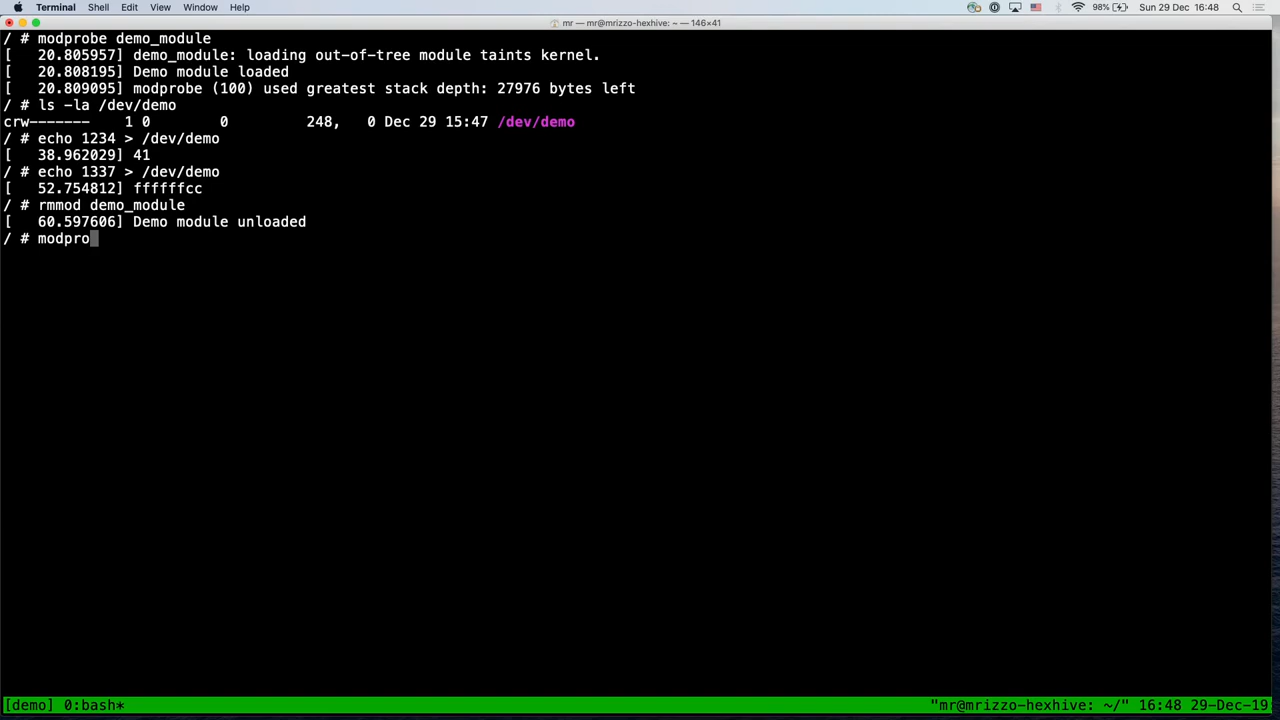 Terminal Shell Edit View Window Help 98% Sun 29 Dec 16:48
mr — mr@mrizzo-hexhive: ~ — 146×41
/ # modprobe demo_module
[   20.805957] demo_module: loading out-of-tree module taints kernel.
[   20.808195] Demo module loaded
[   20.809095] modprobe (100) used greatest stack depth: 27976 bytes left
/ # ls -la /dev/demo
crw-------    1 0        0         248,   0 Dec 29 15:47 /dev/demo
/ # echo 1234 > /dev/demo
[   38.962029] 41
/ # echo 1337 > /dev/demo
[   52.754812] ffffffcc
/ # rmmod demo_module
[   60.597606] Demo module unloaded
/ # modpro
[demo] 0:bash* "mr@mrizzo-hexhive: ~/" 16:48 29-Dec-19